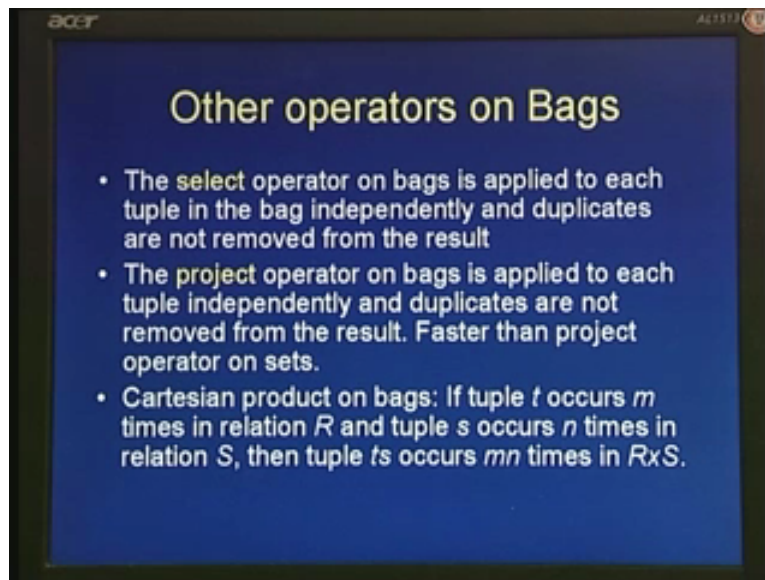 acer
AL1513
Other operators on Bags
• The select operator on bags is applied to each
tuple in the bag independently and duplicates
are not removed from the result
• The project operator on bags is applied to each
tuple independently and duplicates are not
removed from the result. Faster than project
operator on sets.
• Cartesian product on bags: If tuple t occurs m
times in relation R and tuple s occurs n times in
relation S, then tuple ts occurs mn times in RxS.